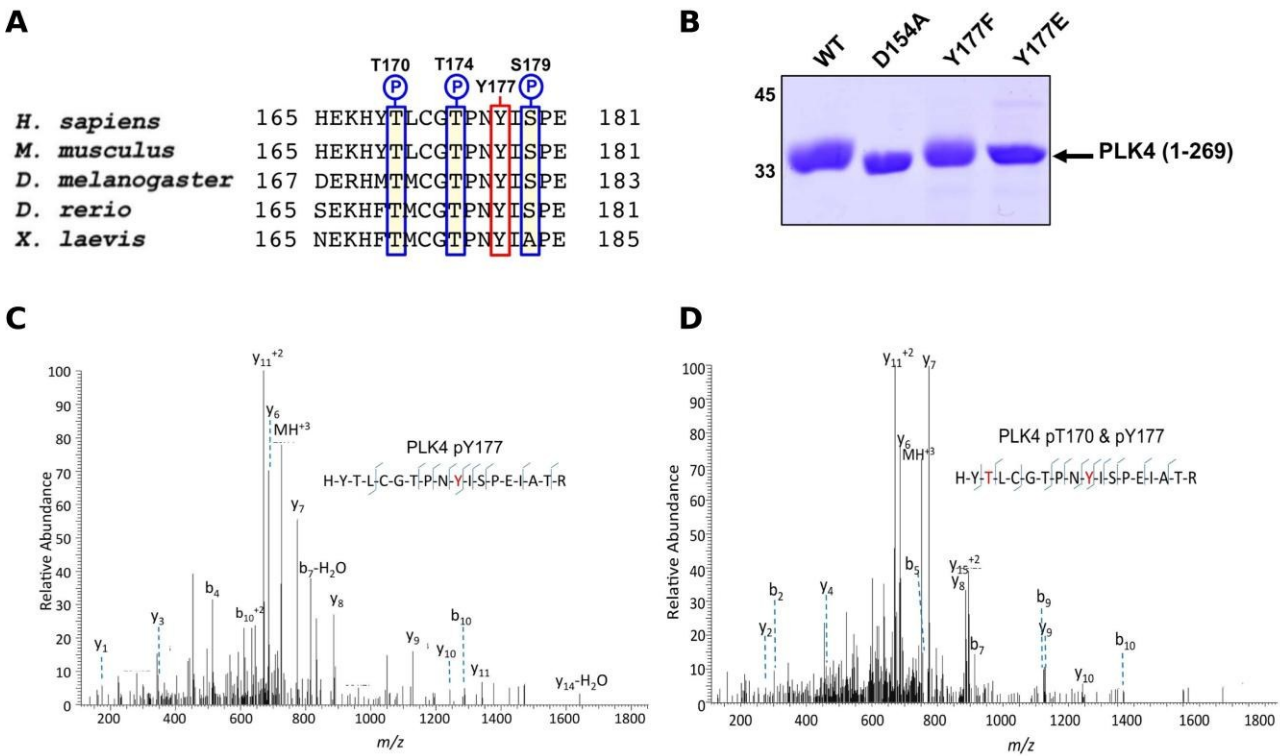 A
T170 T174 Y177 S179
P P P
H. sapiens 165 HEKHYTLCGTPNYISPE 181
M. musculus 165 HEKHYTLCGTPNYISPE 181
D. melanogaster 167 DERHMTMCGTPNYISPE 183
D. rerio 165 SEKHFTMCGTPNYISPE 181
X. laevis 165 NEKHFTMCGTPNYIAPE 185
B
WT D154A Y177F Y177E
45
33
PLK4 (1-269)
C
Relative Abundance
100
90
80
70
60
50
40
30
20
10
0
y11+2
y6
MH+3
PLK4 pY177
H-Y-T-L-C-G-T-P-N-Y-I-S-P-E-I-A-T-R
y7
b7-H2O
b4
b10+2
y8
y3
b10
y1
y9
y10
y11
y14-H2O
200 400 600 800 1000 1200 1400 1600 1800
m/z
D
Relative Abundance
100
90
80
70
60
50
40
30
20
10
0
y11+2 y7
y6
MH+3
PLK4 pT170 & pY177
H-Y-T-L-C-G-T-P-N-Y-I-S-P-E-I-A-T-R
b5
y15+2
y8
b2
y4
b9
y2
y9
b7
b10
y10
200 400 600 800 1000 1200 1400 1600 1800
m/z